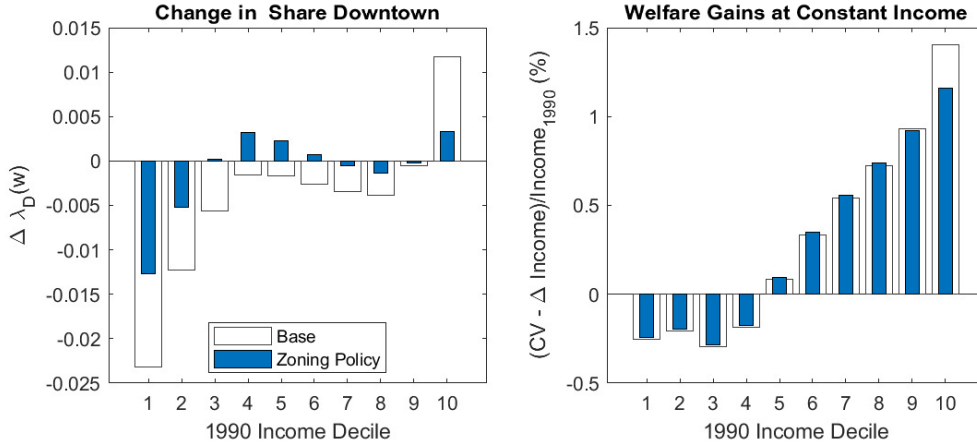 Change in Share Downtown
0.015
0.01
0.005
0
-0.005
-0.01
-0.015
-0.02
-0.025
Δ λD(w)
Base
Zoning Policy
1 2 3 4 5 6 7 8 9 10
1990 Income Decile
Welfare Gains at Constant Income
1.5
1
0.5
0
-0.5
(CV - Δ Income)/Income1990 (%)
1 2 3 4 5 6 7 8 9 10
1990 Income Decile